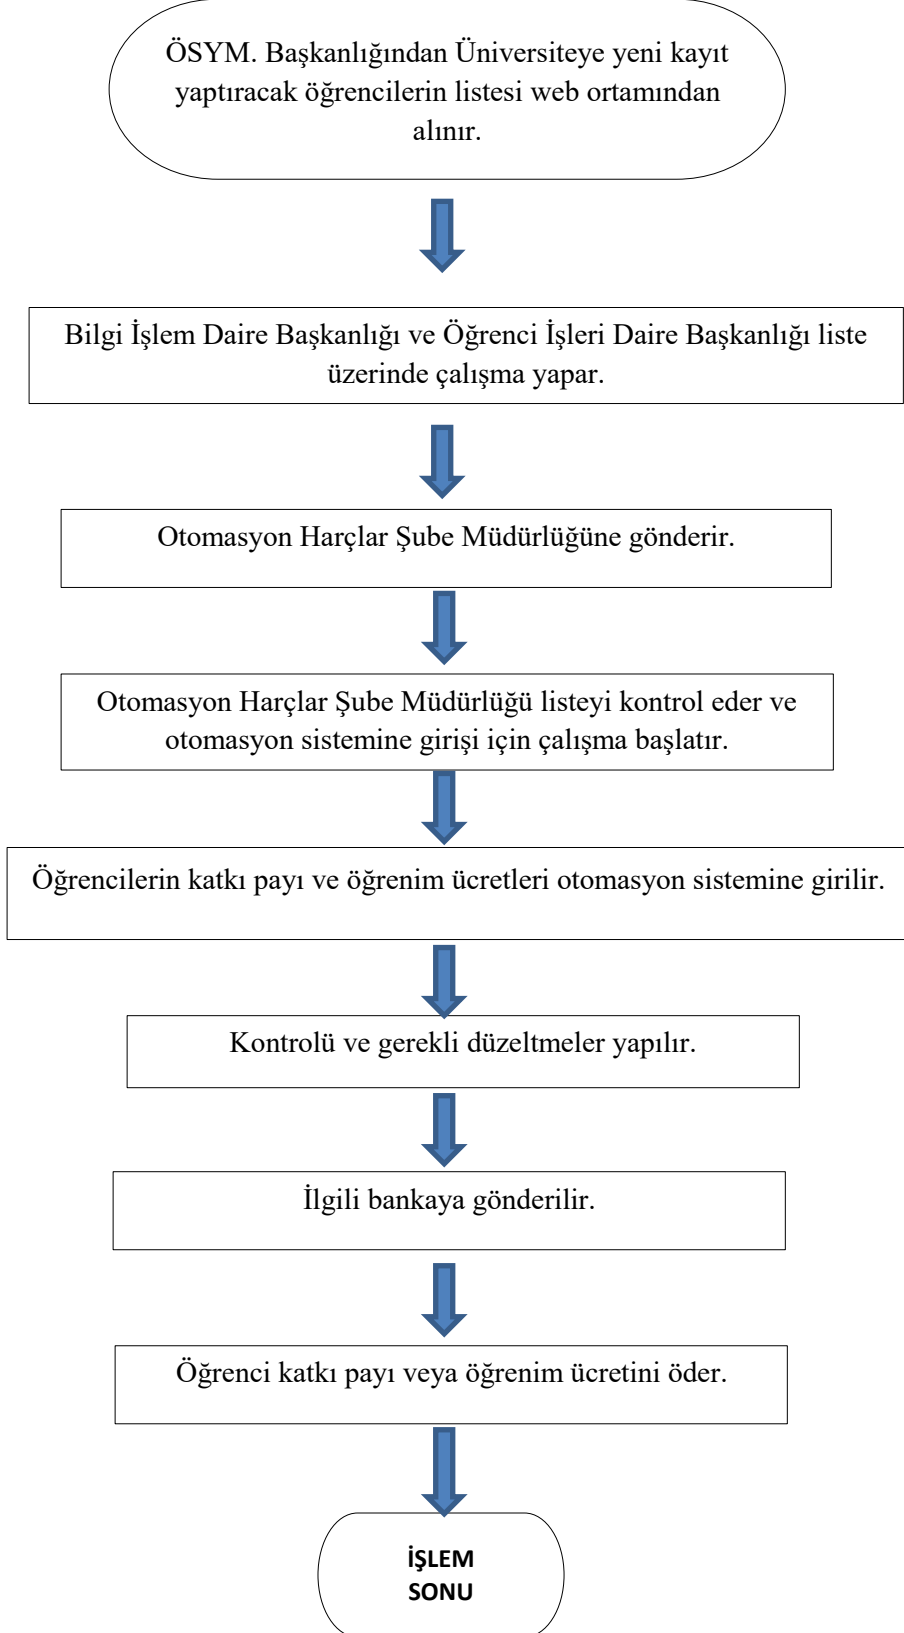 ÖSYM. Başkanlığından Üniversiteye yeni kayıt
yaptıracak öğrencilerin listesi web ortamından
alınır.
Bilgi İşlem Daire Başkanlığı ve Öğrenci İşleri Daire Başkanlığı liste
üzerinde çalışma yapar.
Otomasyon Harçlar Şube Müdürlüğüne gönderir.
Otomasyon Harçlar Şube Müdürlüğü listeyi kontrol eder ve
otomasyon sistemine girişi için çalışma başlatır.
Öğrencilerin katkı payı ve öğrenim ücretleri otomasyon sistemine girilir.
Kontrolü ve gerekli düzeltmeler yapılır.
İlgili bankaya gönderilir.
Öğrenci katkı payı veya öğrenim ücretini öder.
İŞLEM
SONU